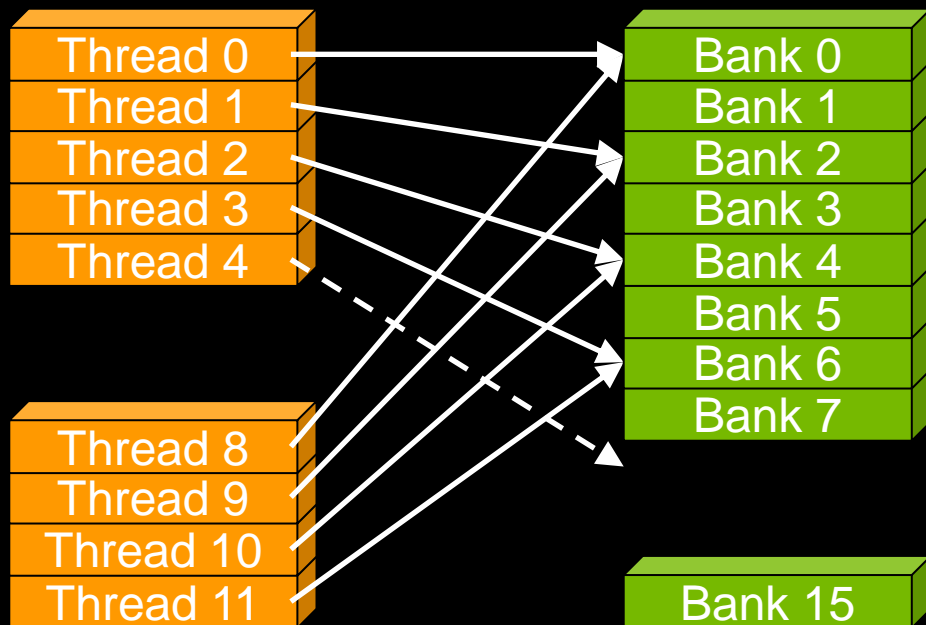 Thread 0
Thread 1
Thread 2
Thread 3
Thread 4
Thread 8
Thread 9
Thread 10
Thread 11
Bank 0
Bank 1
Bank 2
Bank 3
Bank 4
Bank 5
Bank 6
Bank 7
Bank 15